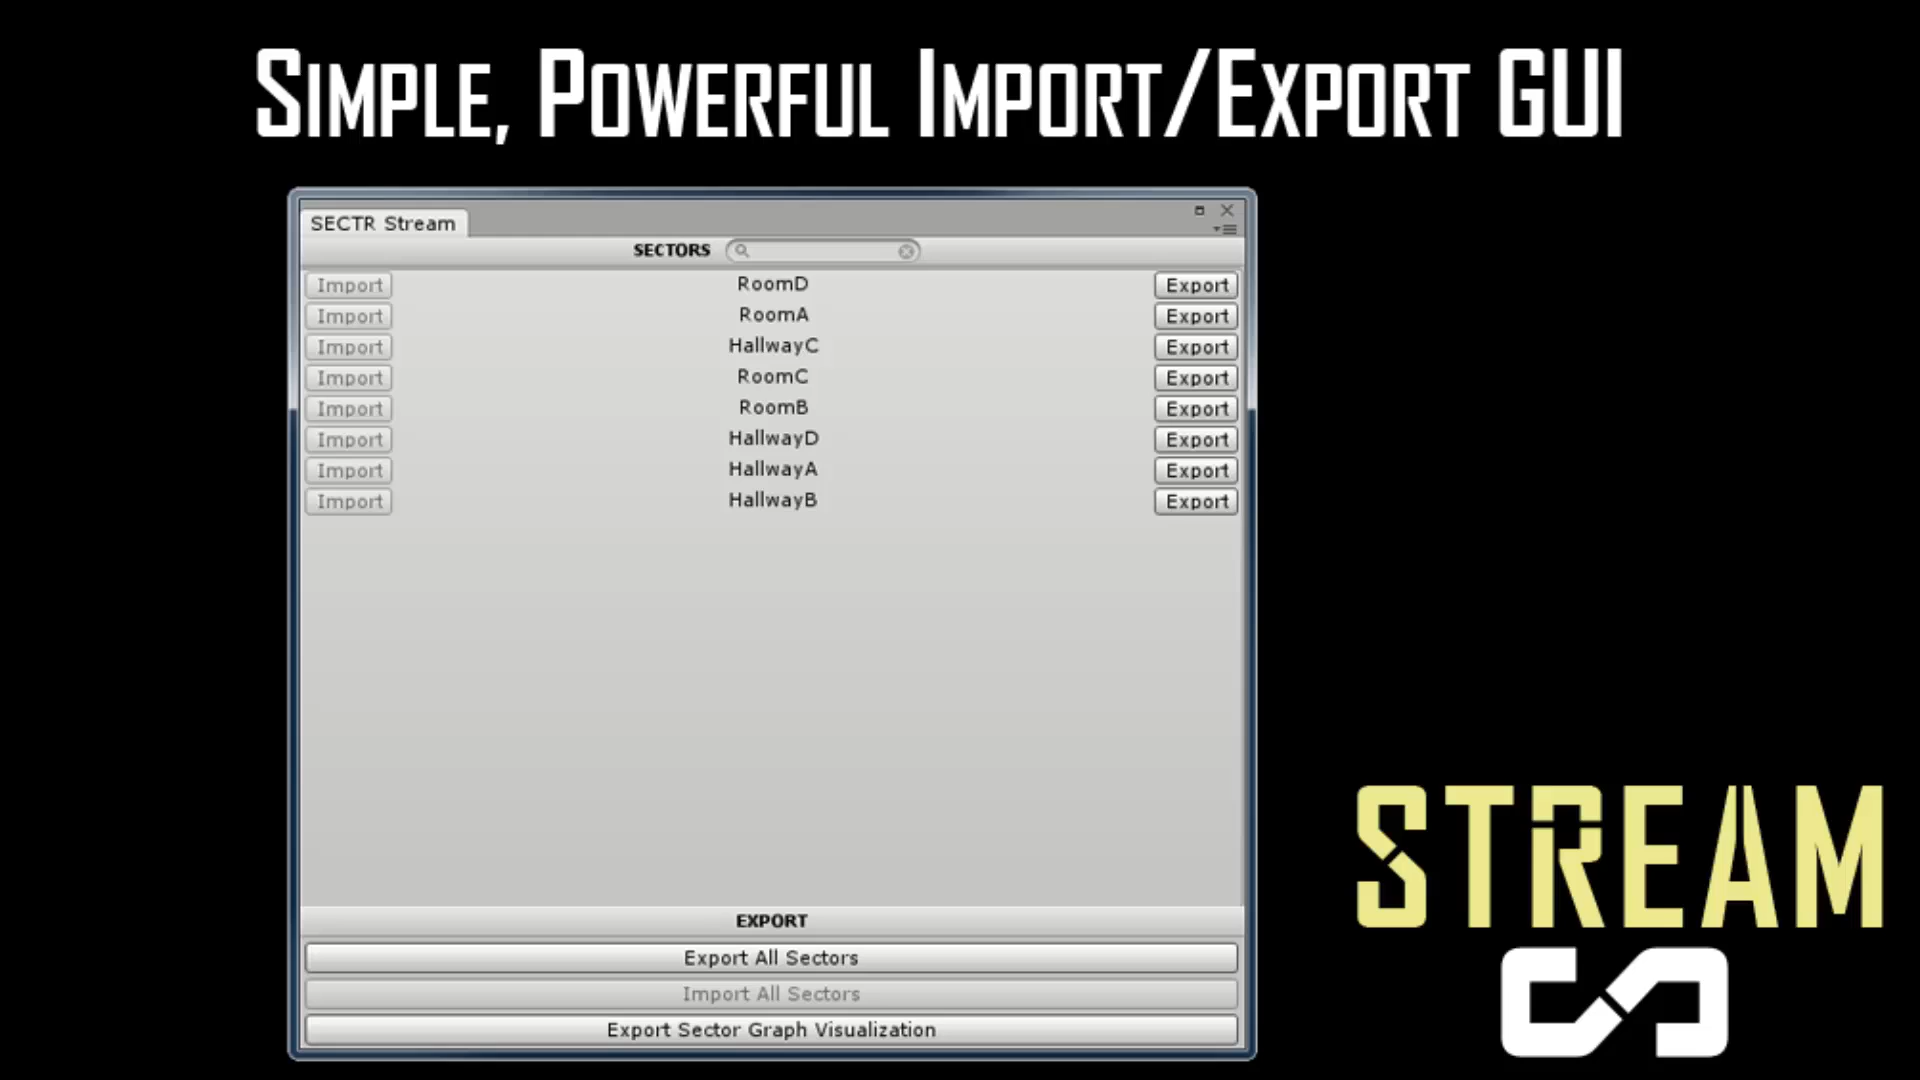 SIMPLE, POWERFUL IMPORT/EXPORT GUI
SECTR Stream
SECTORS
Import RoomD Export
Import RoomA Export
Import HallwayC Export
Import RoomC Export
Import RoomB Export
Import HallwayD Export
Import HallwayA Export
Import HallwayB Export
EXPORT
Export All Sectors
Import All Sectors
Export Sector Graph Visualization
STREAM